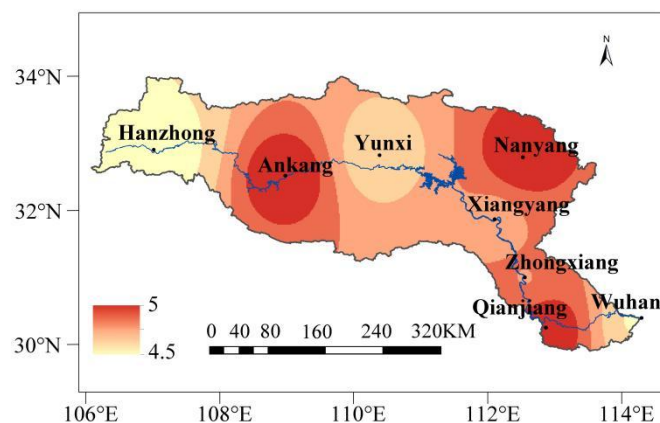 N
34°N
Hanzhong
Yunxi
Nanyang
Ankang
32°N
Xiangyang
Zhongxiang
Qianjiang
Wuhan
5
4.5
0 40 80 160 240 320KM
30°N
106°E 108°E 110°E 112°E 114°E